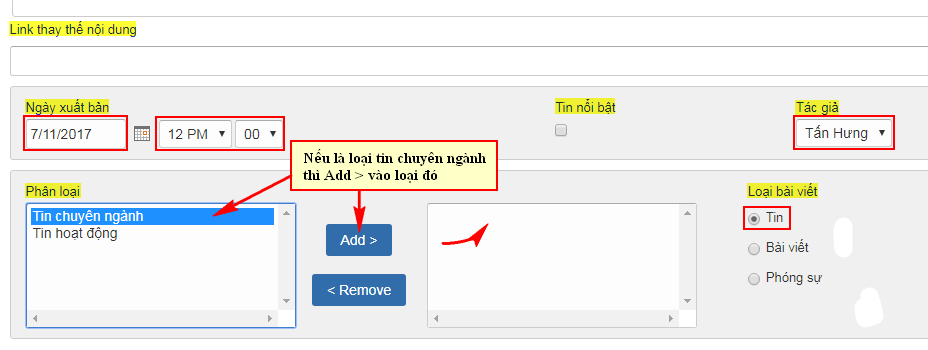 Link thay thế nội dung
Ngày xuất bản
Tin nổi bật
Tác giả
7/11/2017
12 PM
00
Tấn Hưng
Nếu là loại tin chuyên ngành
thì Add > vào loại đó
Phân loại
Loại bài viết
Tin chuyên ngành
Tin hoạt động
Add >
< Remove
Tin
Bài viết
Phóng sự